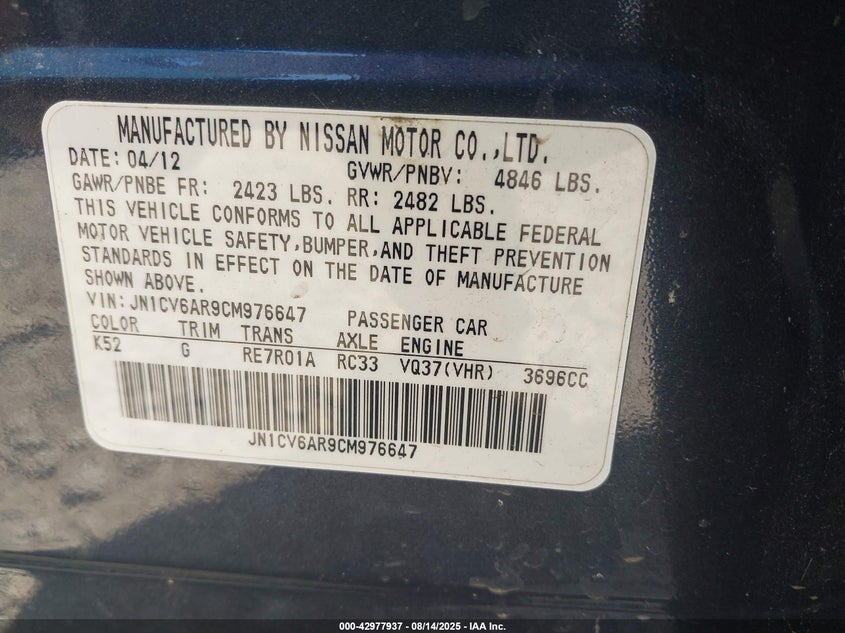 MANUFACTURED BY NISSAN MOTOR CO.,LTD.
DATE: 04/12 GVWR/PNBV: 4846 LBS.
GAWR/PNBE FR: 2423 LBS. RR: 2482 LBS.
THIS VEHICLE CONFORMS TO ALL APPLICABLE FEDERAL
MOTOR VEHICLE SAFETY,BUMPER,AND THEFT PREVENTION
STANDARDS IN EFFECT ON THE DATE OF MANUFACTURE
SHOWN ABOVE.
VIN:JN1CV6AR9CM976647 PASSENGER CAR
COLOR TRIM TRANS AXLE ENGINE
K52 G RE7R01A RC33 VQ37(VHR) 3696CC
JN1CV6AR9CM976647
000-42977937 - 08/14/2025 - IAA Inc.